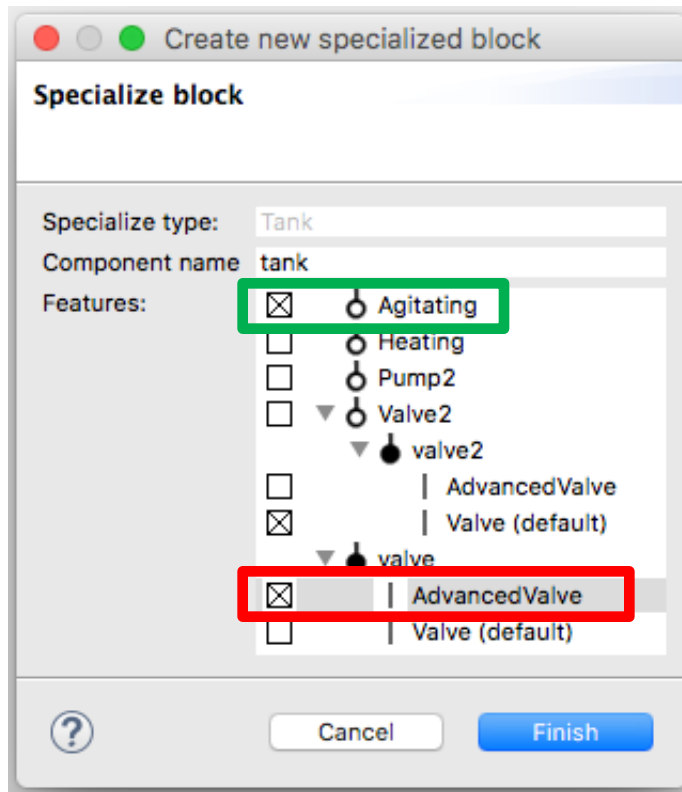 Create new specialized block
Specialize block
Specialize type: Tank
Component name tank
Features: Agitating
Heating
Pump2
Valve2
valve2
AdvancedValve
Valve (default)
valve
AdvancedValve
Valve (default)
? Cancel Finish